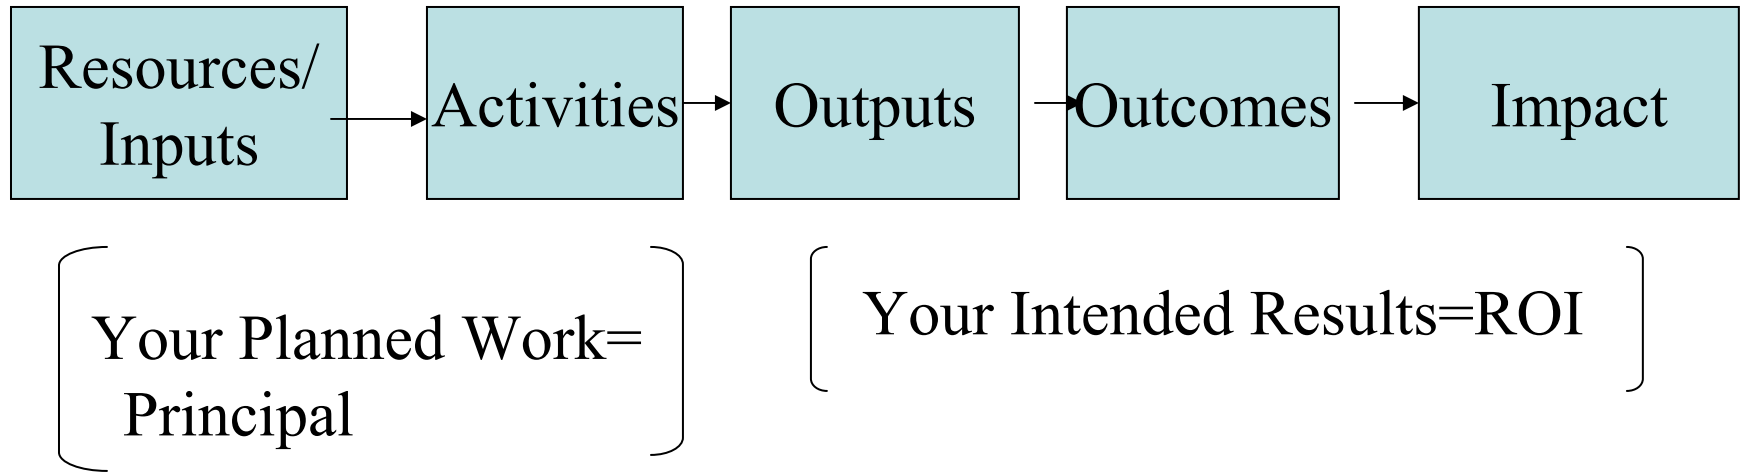 Resources/
Inputs
Activities
Outputs
Outcomes
Impact
Your Planned Work=
Principal
Your Intended Results=ROI